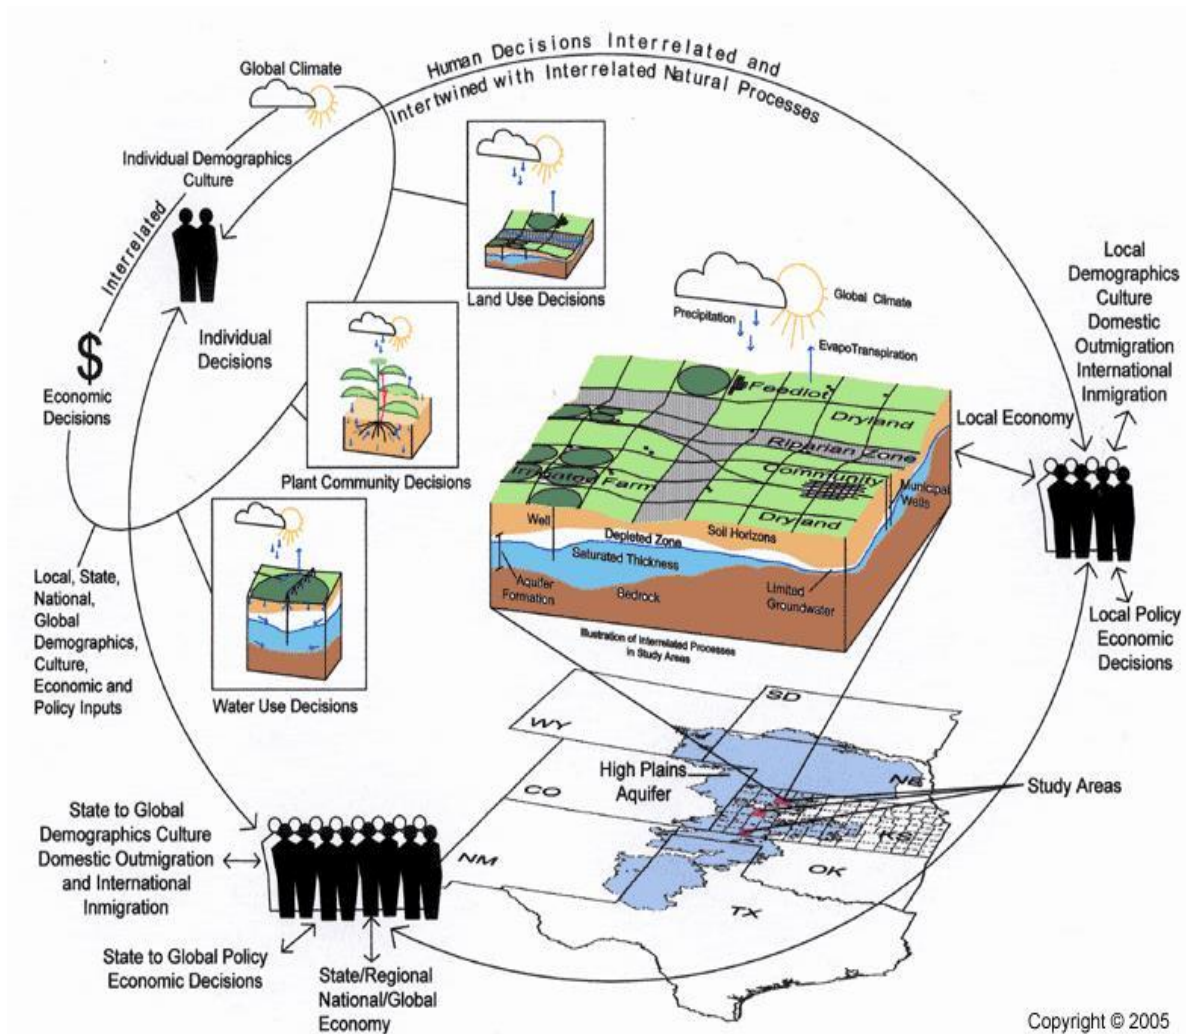 Human Decisions Interrelated and
Intertwined with Interrelated Natural Processes
Global Climate
Individual Demographics
Culture
Interrelated
Individual
Decisions
$
Economic
Decisions
Land Use Decisions
Plant Community Decisions
Water Use Decisions
Local, State,
National,
Global
Demographics,
Culture,
Economic and
Policy Inputs
Global Climate
Precipitation
EvapoTranspiration
Feedlot
Dryland
Riparian Zone
Community
Irrigated Farm
Dryland
Municipal
Wells
Well
Soil Horizons
Depleted Zone
Saturated Thickness
Aquifer
Formation
Bedrock
Limited
Groundwater
Illustration of Interrelated Processes
in Study Areas
Local
Demographics
Culture
Domestic
Outmigration
International
Inmigration
Local Economy
Local Policy
Economic
Decisions
SD
WY
High Plains
Aquifer
NE
CO
Study Areas
KS
NM
OK
TX
State to Global
Demographics Culture
Domestic Outmigration
and International
Inmigration
State to Global Policy
Economic Decisions
State/Regional
National/Global
Economy
Copyright © 2005